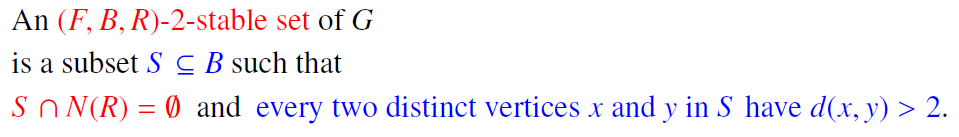 An (F, B, R)-2-stable set of G
is a subset S ⊆ B such that
S ∩ N(R) = ∅ and every two distinct vertices x and y in S have d(x, y) > 2.